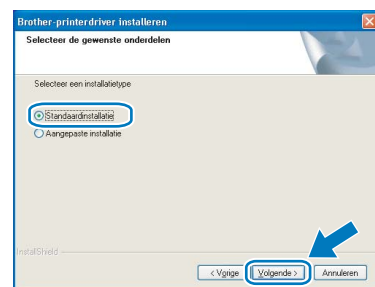 Brother-printerdriver installeren
Selecteer de gewenste onderdelen
Selecteer een installatietype
Standaardinstallatie
Aangepaste installatie
InstallShield
< Vorige Volgende > Annuleren